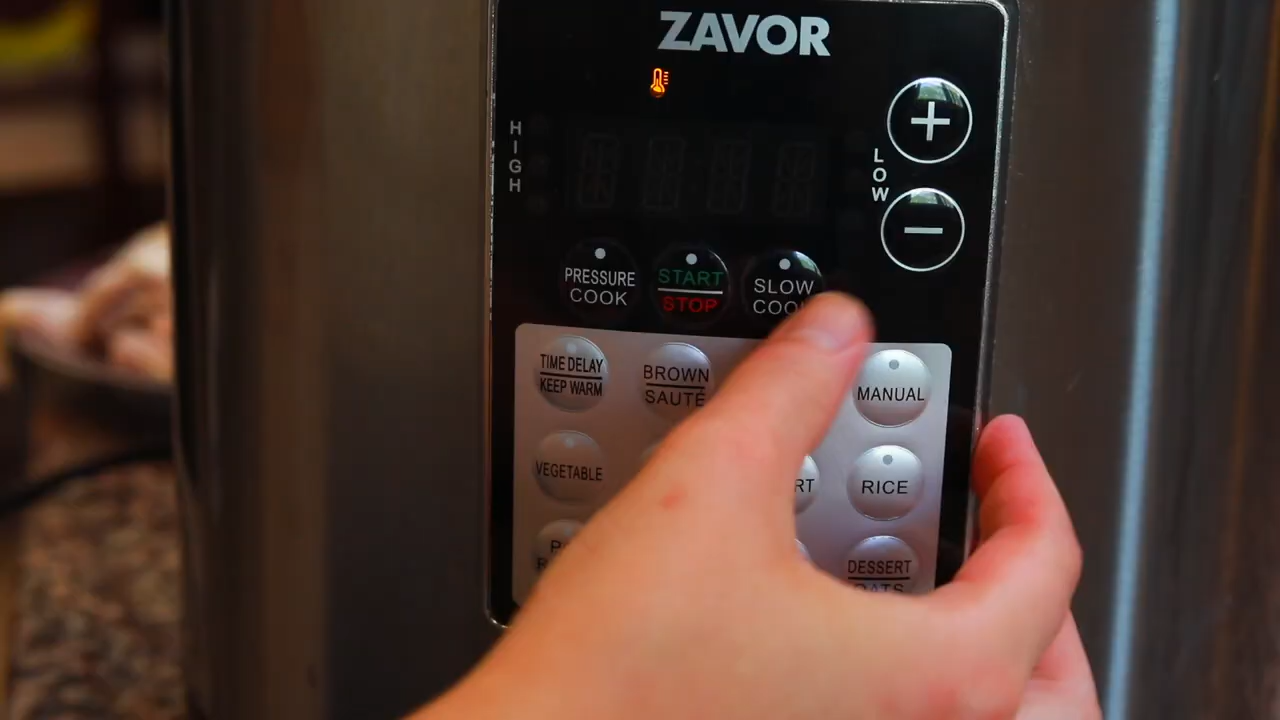 ZAVOR
HIGH
LOW
PRESSURE
COOK
START
STOP
SLOW
TIME DELAY
KEEP WARM
BROWN
SAUTÉ
MANUAL
VEGETABLE
RICE
DESSERT